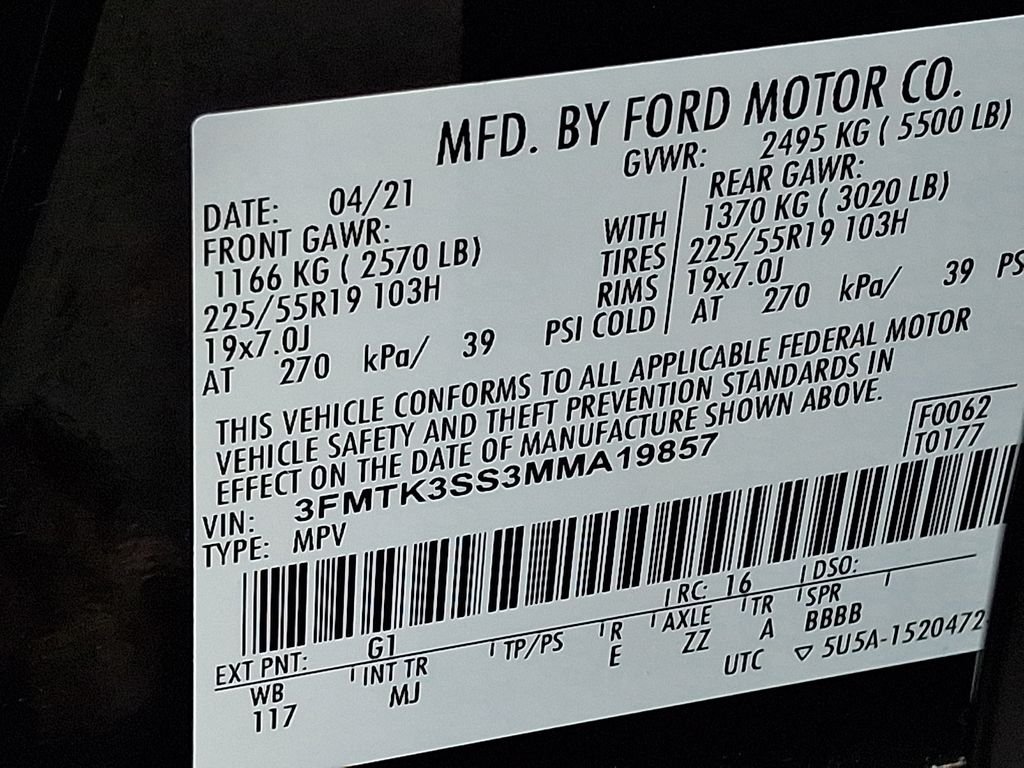 MFD. BY FORD MOTOR CO.
DATE: 04/21 GVWR: 2495 KG ( 5500 LB)
FRONT GAWR: REAR GAWR:
1166 KG ( 2570 LB) WITH 1370 KG ( 3020 LB)
225/55R19 103H TIRES 225/55R19 103H
19x7.0J RIMS 19x7.0J
AT 270 kPa/ 39 PSI COLD AT 270 kPa/ 39 PS
THIS VEHICLE CONFORMS TO ALL APPLICABLE FEDERAL MOTOR
VEHICLE SAFETY AND THEFT PREVENTION STANDARDS IN
EFFECT ON THE DATE OF MANUFACTURE SHOWN ABOVE.
F0062
T0177
VIN: 3FMTK3SS3MMA19857
TYPE: MPV
EXT PNT: G1 RC: 16 DSO:
WB INT TR TP/PS R AXLE TR SPR
117 MJ E ZZ A BBBB
UTC ▽ 5U5A-1520472